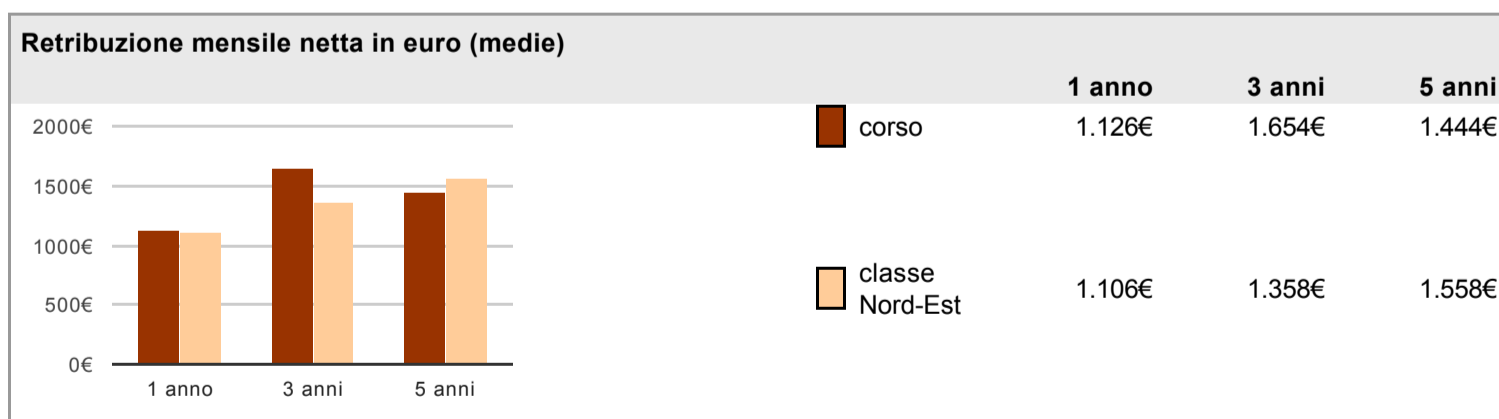 Retribuzione mensile netta in euro (medie)
1 anno 3 anni 5 anni
2000€
1500€
1000€
500€
0€
1 anno 3 anni 5 anni
corso 1.126€ 1.654€ 1.444€
classe
Nord-Est 1.106€ 1.358€ 1.558€